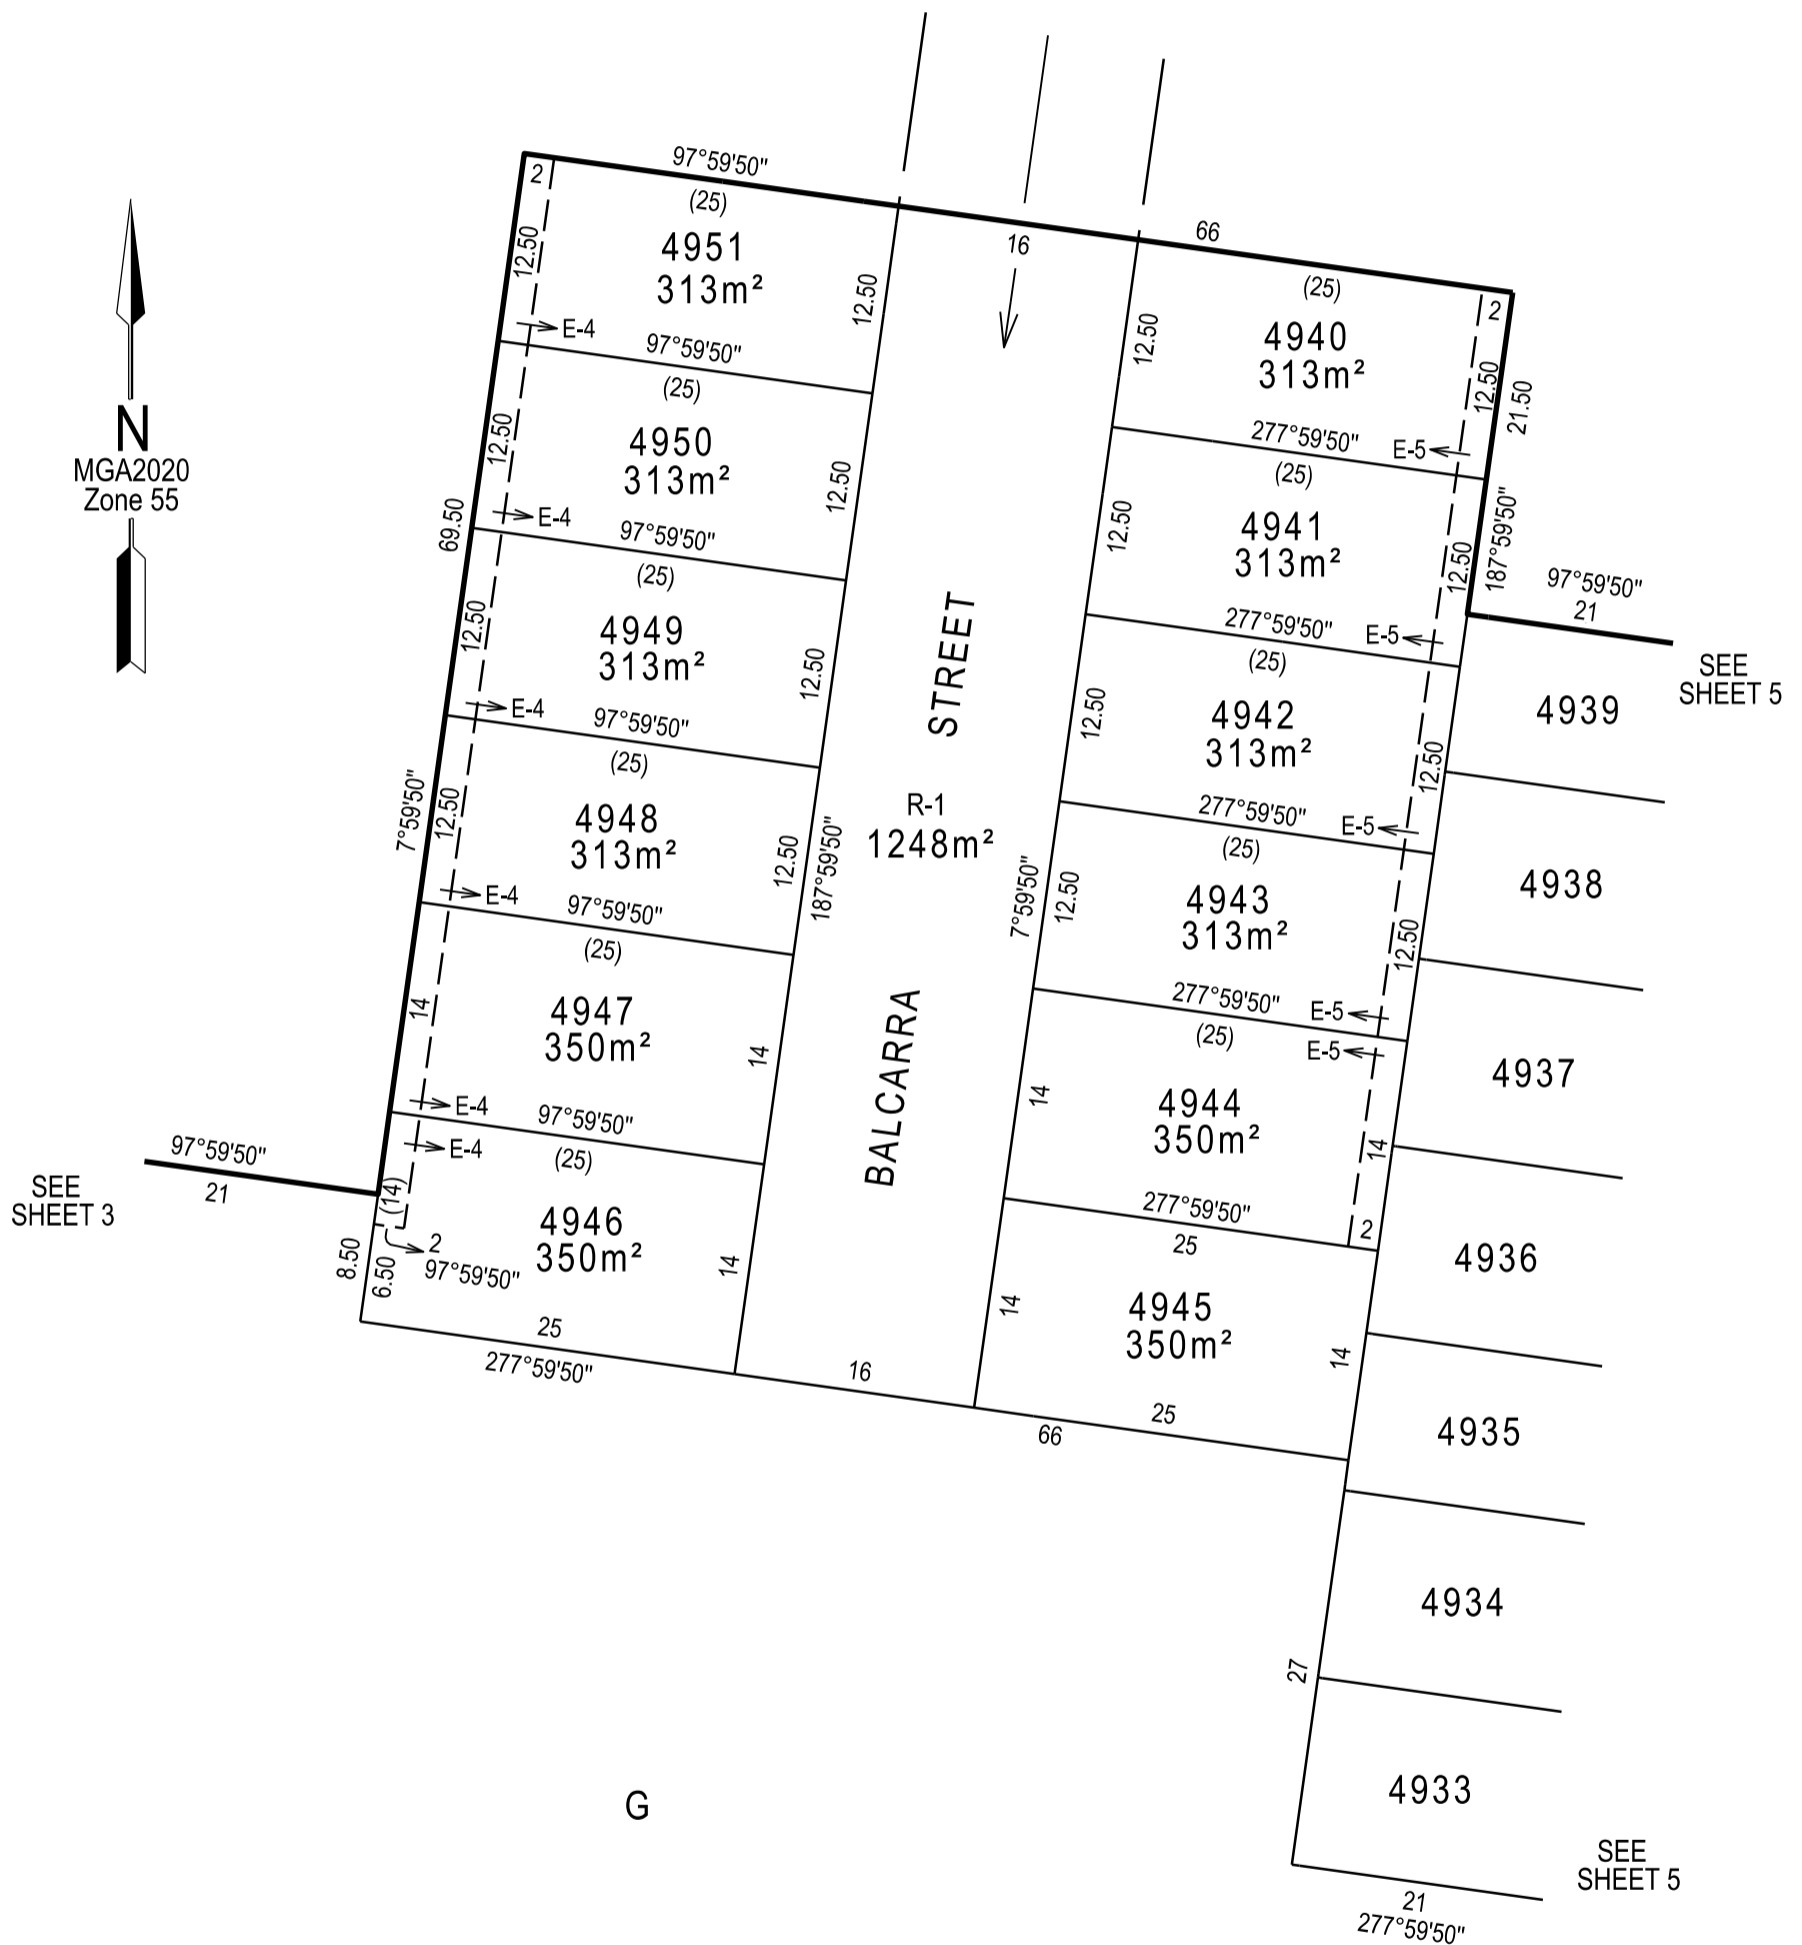 97°59'50"
2
(25)
4951
313m²
12.50
12.50
E-4
97°59'50"
66
16
(25)
2
4940
313m²
12.50
12.50
21.50
277°59'50"
E-5
N
MGA2020
Zone 55
(25)
4950
313m²
12.50
12.50
E-4
97°59'50"
69.50
(25)
4941
313m²
12.50
12.50
187°59'50"
277°59'50"
E-5
97°59'50"
21
SEE
SHEET 5
(25)
4949
313m²
12.50
12.50
E-4
97°59'50"
STREET
(25)
4942
313m²
12.50
12.50
277°59'50"
E-5
4939
(25)
4948
313m²
12.50
12.50
7°59'50"
E-4
97°59'50"
R-1
1248m²
187°59'50"
7°59'50"
(25)
4943
313m²
12.50
12.50
277°59'50"
E-5
4938
(25)
4947
350m²
14
14
E-4
97°59'50"
BALCARRA
(25)
E-5
4944
350m²
14
14
277°59'50"
2
4937
97°59'50"
21
SEE
SHEET 3
E-4
(25)
(14)
4946
350m²
2
97°59'50"
8.50
6.50
14
25
277°59'50"
16
25
4945
350m²
14
14
25
66
4936
4935
4934
27
4933
G
SEE
SHEET 5
21
277°59'50"